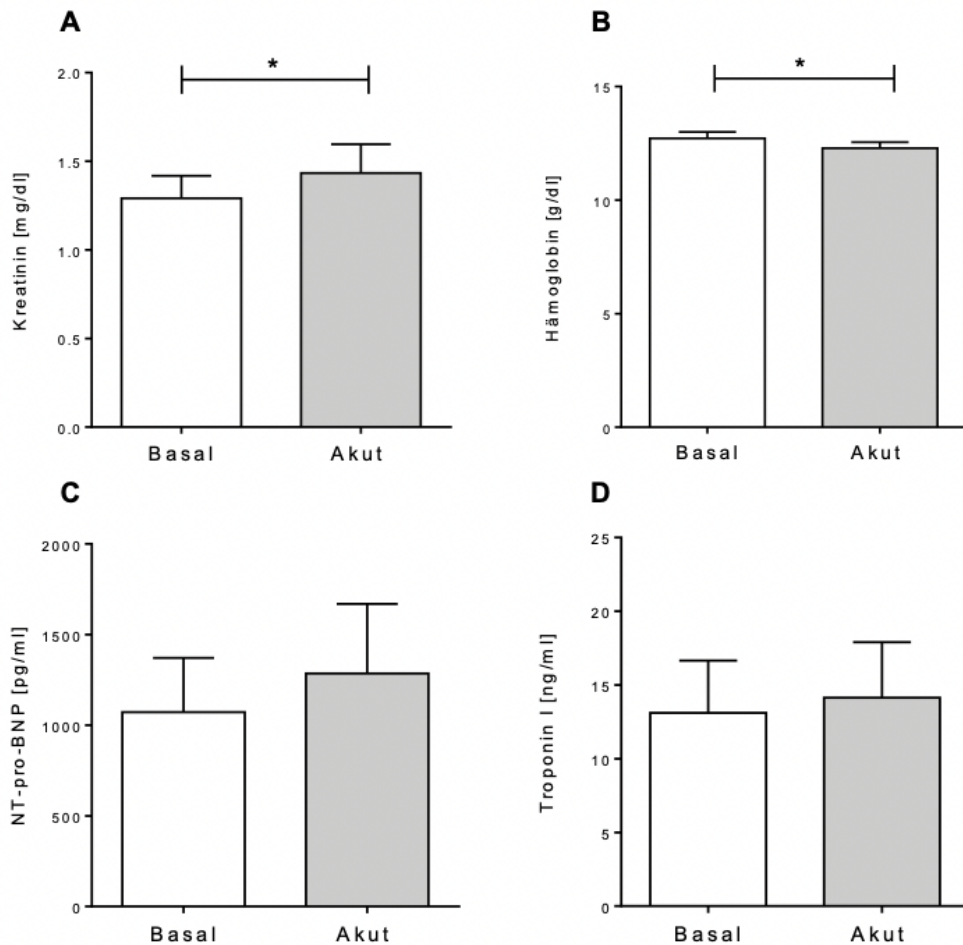 A
*
Kreatinin [mg/dl]
2.0
1.5
1.0
0.5
0.0
Basal Akut
B
*
Hämoglobin [g/dl]
15
10
5
0
Basal Akut
C
NT-pro-BNP [pg/ml]
2000
1500
1000
500
0
Basal Akut
D
Troponin I [ng/ml]
25
20
15
10
5
0
Basal Akut